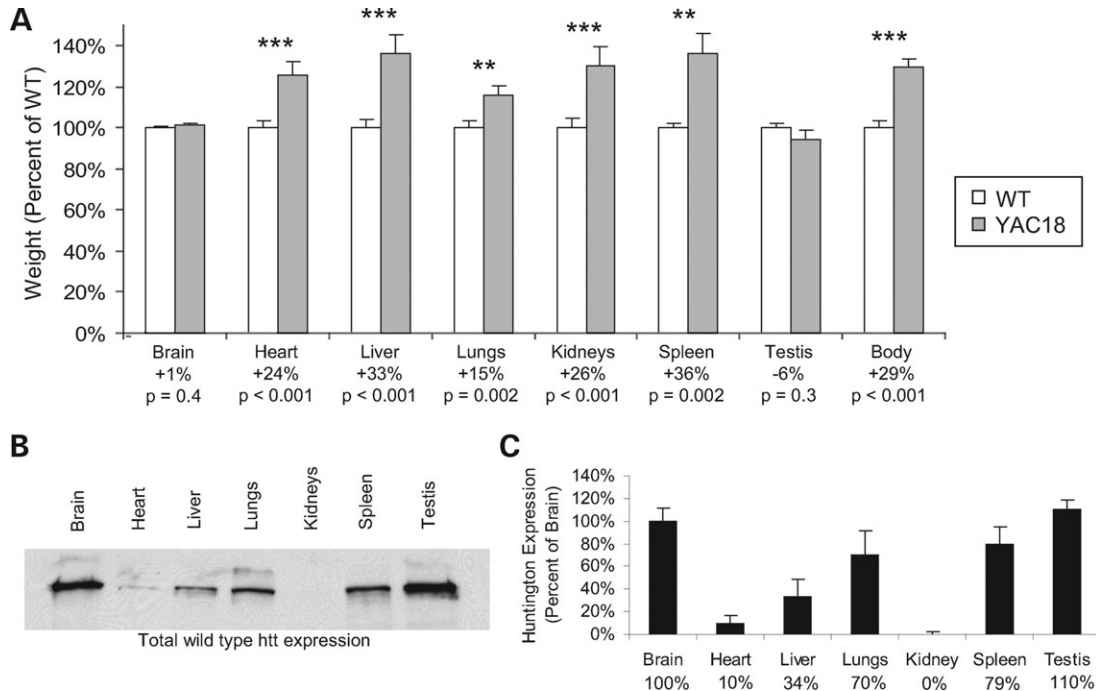 A
Weight (Percent of WT)
140%
120%
100%
80%
60%
40%
20%
0%
*** *** ** *** ** ***
WT
YAC18
Brain Heart Liver Lungs Kidneys Spleen Testis Body
+1% +24% +33% +15% +26% +36% -6% +29%
p = 0.4 p < 0.001 p < 0.001 p = 0.002 p < 0.001 p = 0.002 p = 0.3 p < 0.001
B
Brain Heart Liver Lungs Kidneys Spleen Testis
Total wild type htt expression
C
Huntington Expression
(Percent of Brain)
140%
120%
100%
80%
60%
40%
20%
0%
Brain Heart Liver Lungs Kidney Spleen Testis
100% 10% 34% 70% 0% 79% 110%